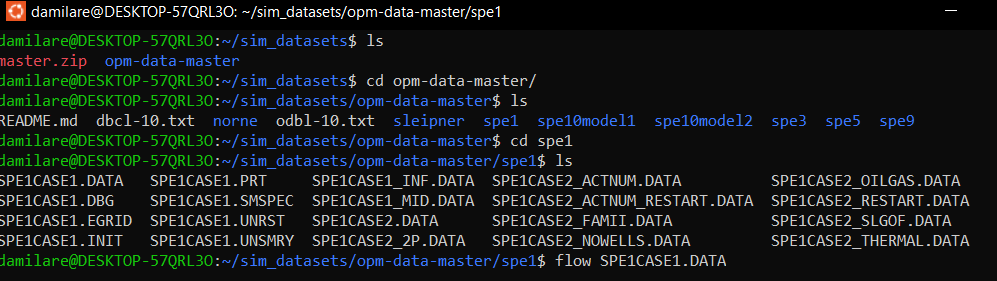 damilare@DESKTOP-57QRL3O: ~/sim_datasets/opm-data-master/spe1
damilare@DESKTOP-57QRL3O:~/sim_datasets$ ls
master.zip  opm-data-master
damilare@DESKTOP-57QRL3O:~/sim_datasets$ cd opm-data-master/
damilare@DESKTOP-57QRL3O:~/sim_datasets/opm-data-master$ ls
README.md  dbcl-10.txt  norne  odbl-10.txt  sleipner  spe1  spe10model1  spe10model2  spe3  spe5  spe9
damilare@DESKTOP-57QRL3O:~/sim_datasets/opm-data-master$ cd spe1
damilare@DESKTOP-57QRL3O:~/sim_datasets/opm-data-master/spe1$ ls
SPE1CASE1.DATA   SPE1CASE1.PRT     SPE1CASE1_INF.DATA  SPE1CASE2_ACTNUM.DATA          SPE1CASE2_OILGAS.DATA
SPE1CASE1.DBG    SPE1CASE1.SMSPEC  SPE1CASE1_MID.DATA  SPE1CASE2_ACTNUM_RESTART.DATA  SPE1CASE2_RESTART.DATA
SPE1CASE1.EGRID  SPE1CASE1.UNRST   SPE1CASE2.DATA      SPE1CASE2_FAMII.DATA           SPE1CASE2_SLGOF.DATA
SPE1CASE1.INIT   SPE1CASE1.UNSMRY  SPE1CASE2_2P.DATA   SPE1CASE2_NOWELLS.DATA         SPE1CASE2_THERMAL.DATA
damilare@DESKTOP-57QRL3O:~/sim_datasets/opm-data-master/spe1$ flow SPE1CASE1.DATA